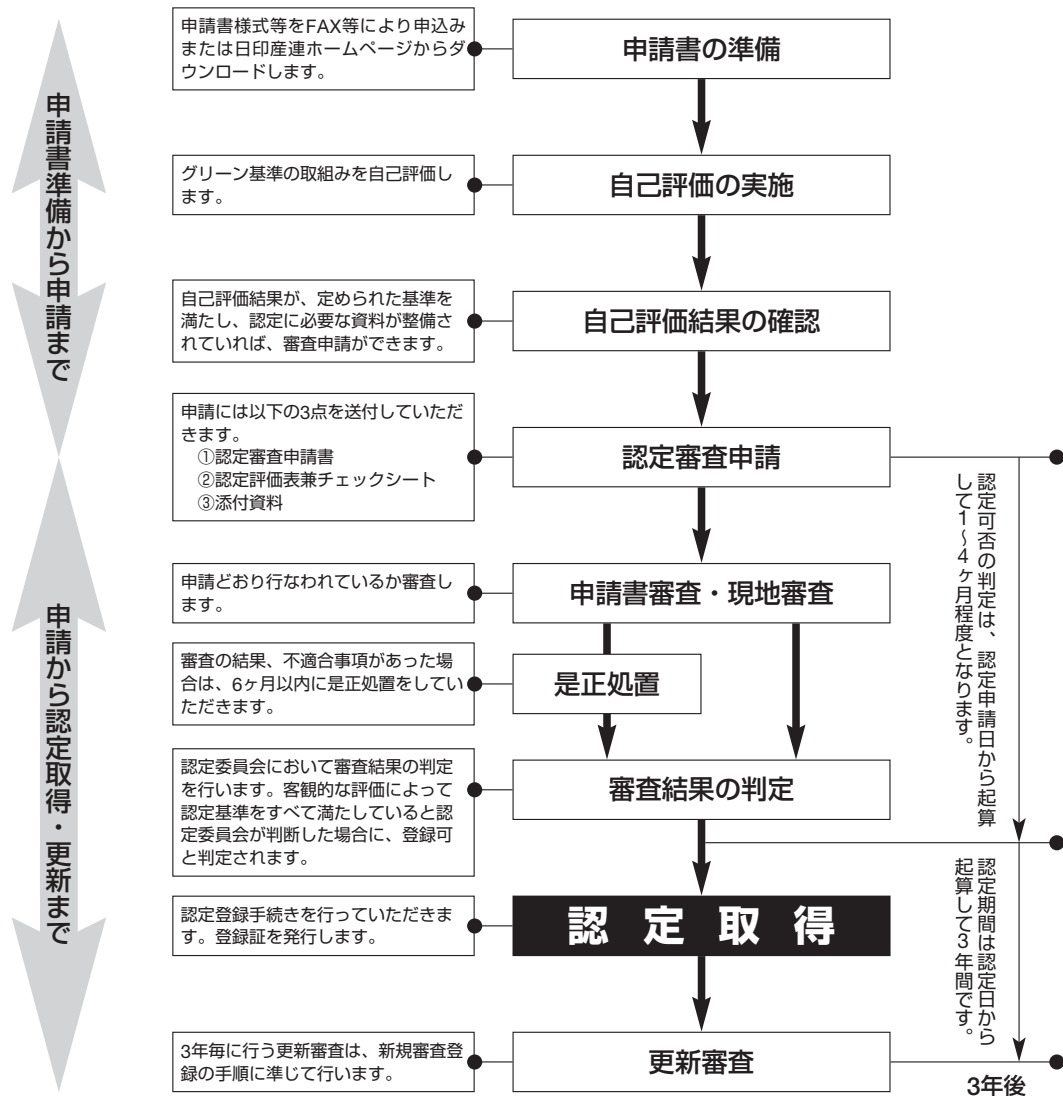 申請書準備から申請まで
申請書様式等をFAX等により申込み
または日印産連ホームページからダ
ウンロードします。
申請書の準備
グリーン基準の取組みを自己評価し
ます。
自己評価の実施
自己評価結果が、定められた基準を
満たし、認定に必要な資料が整備さ
れていれば、審査申請ができます。
自己評価結果の確認
申請には以下の3点を送付していただ
きます。
①認定審査申請書
②認定評価表兼チェックシート
③添付資料
認定審査申請
申請から認定取得・更新まで
申請どおり行なわれているか審査し
ます。
申請書審査・現地審査
審査の結果、不適合事項があった場
合は、6ヶ月以内に是正処置をしてい
ただきます。
是正処置
認定可否の判定は、認定申請日から起算
して1〜4ヶ月程度となります。
認定委員会において審査結果の判定
を行います。客観的な評価によって
認定基準をすべて満たしていると認
定委員会が判断した場合に、登録可
と判定されます。
審査結果の判定
認定登録手続きを行っていただきま
す。登録証を発行します。
認定取得
認定期間は認定日から
起算して3年間です。
3年毎に行う更新審査は、新規審査登
録の手順に準じて行います。
更新審査
3年後